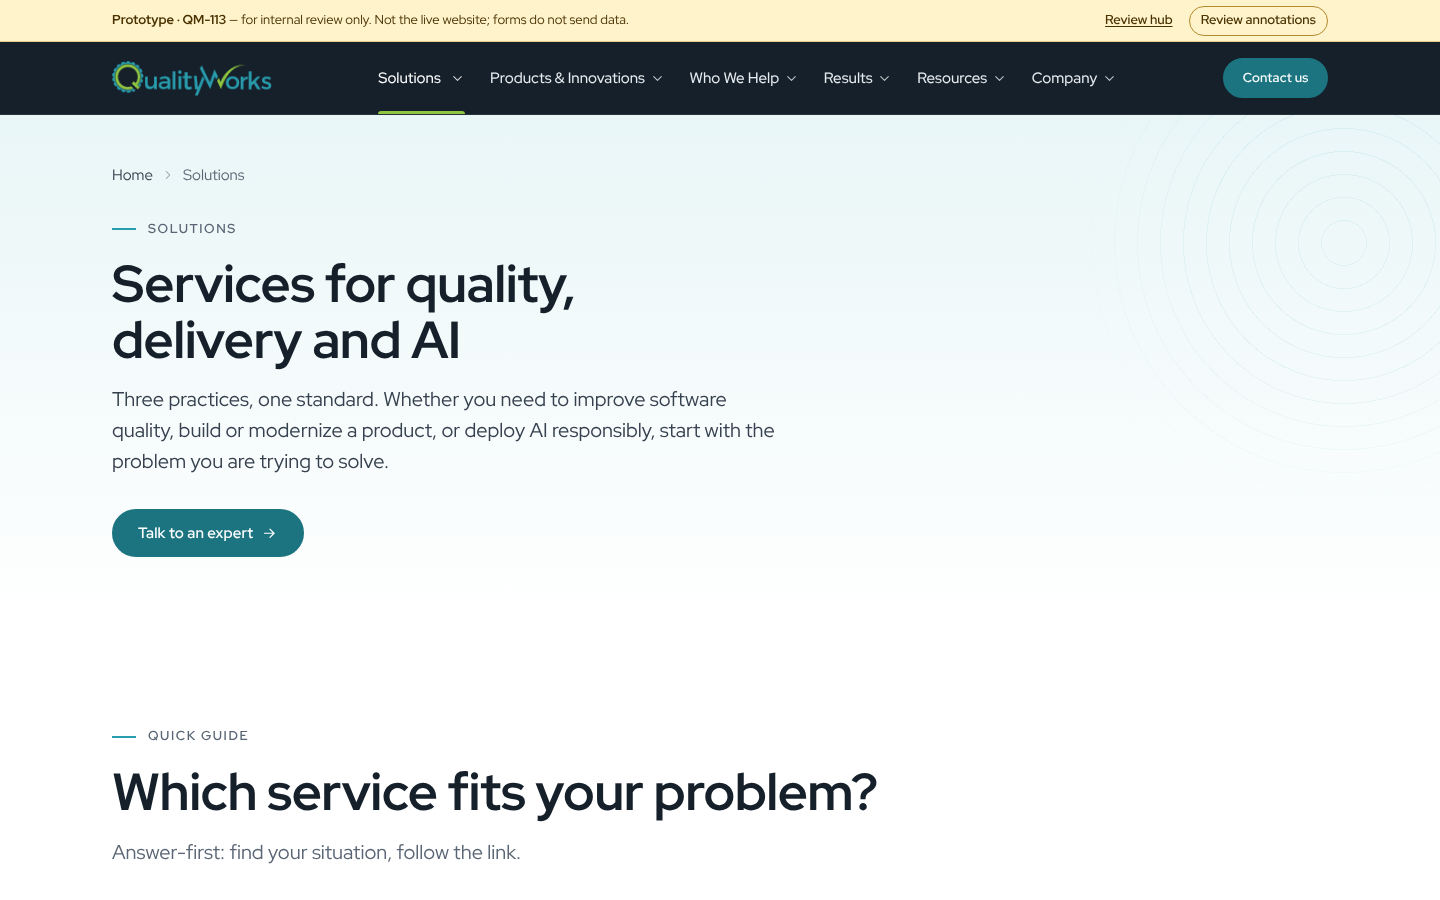 Prototype · QM-113 — for internal review only. Not the live website; forms do not send data.
Review hub
Review annotations
QualityWorks
Solutions
Products & Innovations
Who We Help
Results
Resources
Company
Contact us
Home
Solutions
SOLUTIONS
Services for quality,
delivery and AI
Three practices, one standard. Whether you need to improve software
quality, build or modernize a product, or deploy AI responsibly, start with the
problem you are trying to solve.
Talk to an expert →
QUICK GUIDE
Which service fits your problem?
Answer-first: find your situation, follow the link.